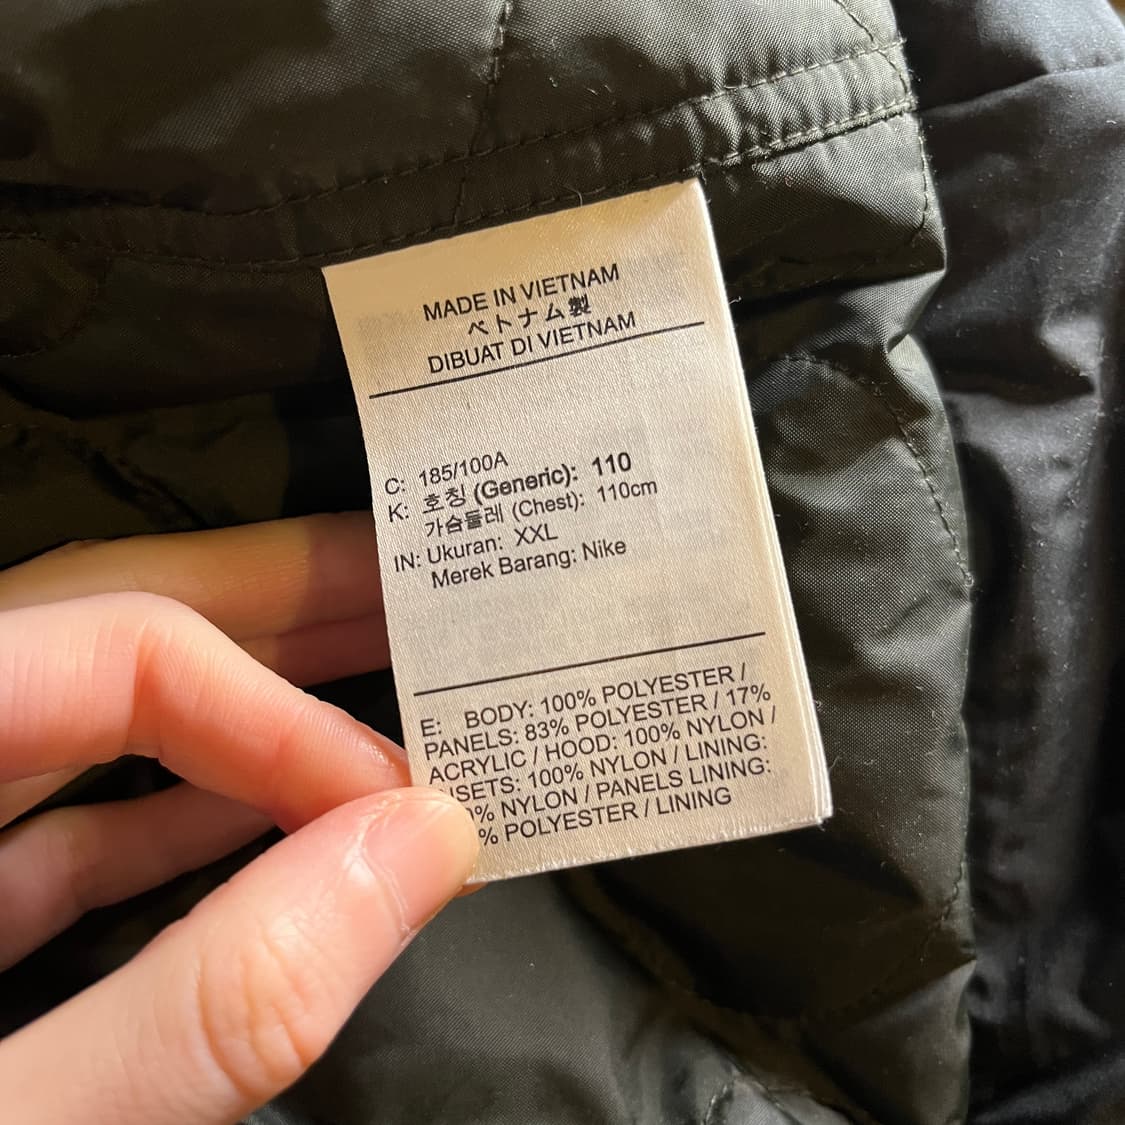 MADE IN VIETNAM
ベトナム製
DIBUAT DI VIETNAM
C: 185/100A
K: 호칭 (Generic): 110
가슴둘레 (Chest): 110cm
IN: Ukuran: XXL
Merek Barang: Nike
E: BODY: 100% POLYESTER /
PANELS: 83% POLYESTER / 17%
ACRYLIC / HOOD: 100% NYLON /
100% NYLON / LINING:
NYLON / PANELS LINING:
POLYESTER / LINING